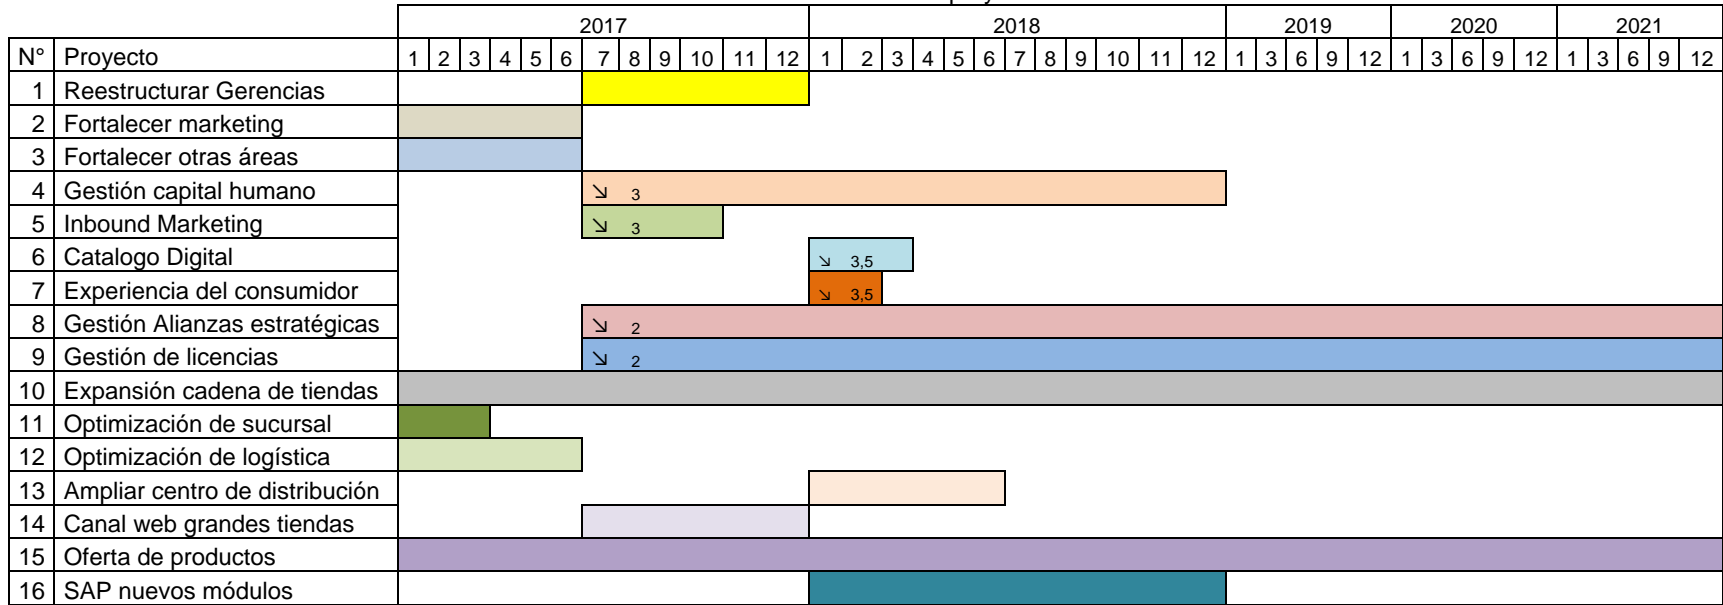 2017 2018 2019 2020 2021
N° Proyecto 1 2 3 4 5 6 7 8 9 10 11 12 1 2 3 4 5 6 7 8 9 10 11 12 1 3 6 9 12 1 3 6 9 12 1 3 6 9 12
1 Reestructurar Gerencias
2 Fortalecer marketing
3 Fortalecer otras áreas
4 Gestión capital humano ↘ 3
5 Inbound Marketing ↘ 3
6 Catalogo Digital ↘ 3,5
7 Experiencia del consumidor ↘ 3,5
8 Gestión Alianzas estratégicas ↘ 2
9 Gestión de licencias ↘ 2
10 Expansión cadena de tiendas
11 Optimización de sucursal
12 Optimización de logística
13 Ampliar centro de distribución
14 Canal web grandes tiendas
15 Oferta de productos
16 SAP nuevos módulos